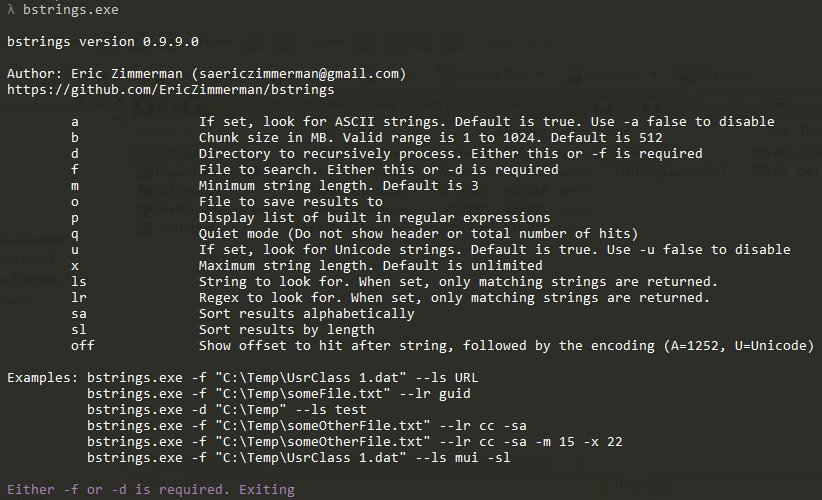 λ bstrings.exe
bstrings version 0.9.9.0
Author: Eric Zimmerman (saericzimmerman@gmail.com)
https://github.com/EricZimmerman/bstrings
a If set, look for ASCII strings. Default is true. Use -a false to disable
b Chunk size in MB. Valid range is 1 to 1024. Default is 512
d Directory to recursively process. Either this or -f is required
f File to search. Either this or -d is required
m Minimum string length. Default is 3
o File to save results to
p Display list of built in regular expressions
q Quiet mode (Do not show header or total number of hits)
u If set, look for Unicode strings. Default is true. Use -u false to disable
x Maximum string length. Default is unlimited
ls String to look for. When set, only matching strings are returned.
lr Regex to look for. When set, only matching strings are returned.
sa Sort results alphabetically
sl Sort results by length
off Show offset to hit after string, followed by the encoding (A=1252, U=Unicode)
Examples: bstrings.exe -f "C:\Temp\UsrClass 1.dat" --ls URL
bstrings.exe -f "C:\Temp\someFile.txt" --lr guid
bstrings.exe -d "C:\Temp" --ls test
bstrings.exe -f "C:\Temp\someOtherFile.txt" --lr cc -sa
bstrings.exe -f "C:\Temp\someOtherFile.txt" --lr cc -sa -m 15 -x 22
bstrings.exe -f "C:\Temp\UsrClass 1.dat" --ls mui -sl
Either -f or -d is required. Exiting